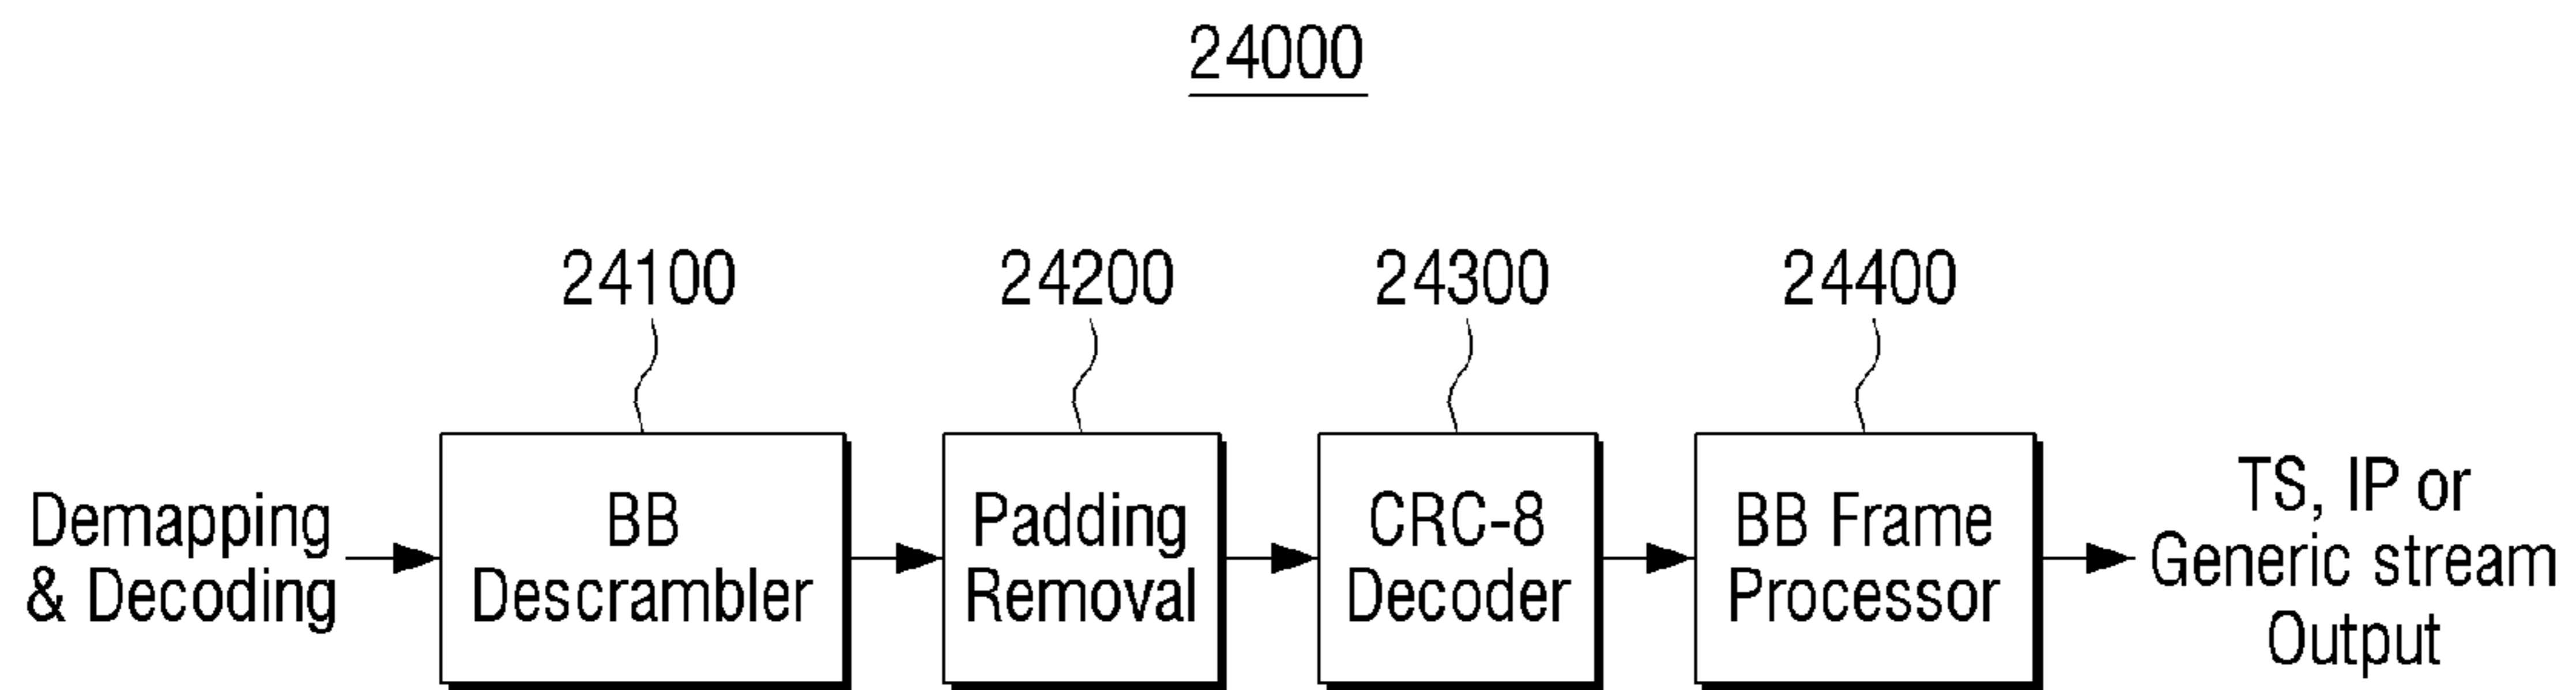 24000
24100
24200
24300
24400
Demapping
& Decoding
BB
Descrambler
Padding
Removal
CRC-8
Decoder
BB Frame
Processor
TS, IP or
Generic stream
Output